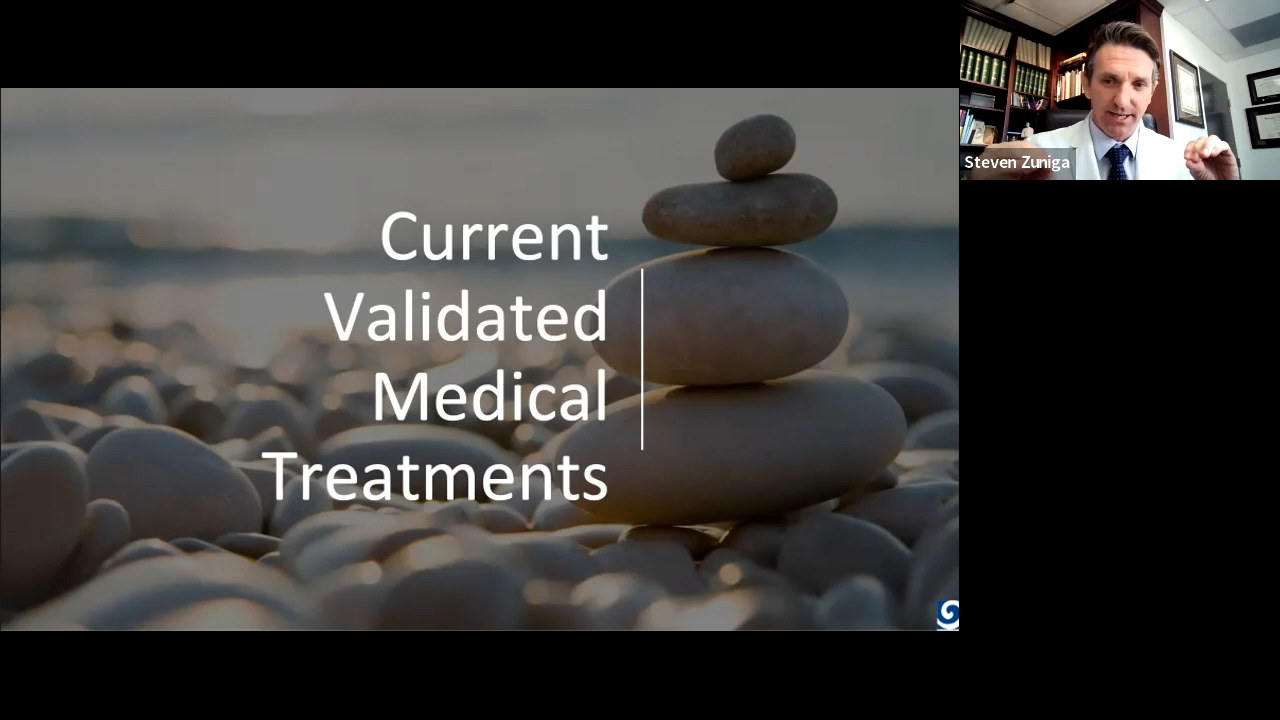 Current
Validated
Medical
Treatments
Steven Zuniga